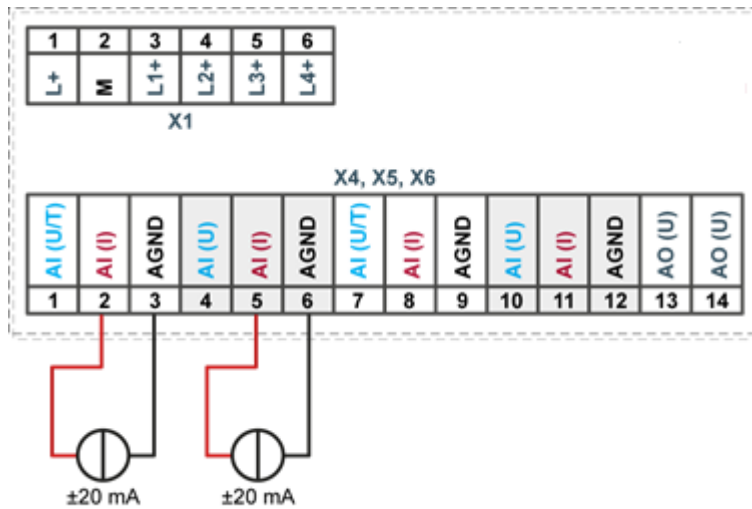 1 2 3 4 5 6
L+ M L1+ L2+ L3+ L4+
X1
X4, X5, X6
AI (U/T) AI (I) AGND AI (U) AI (I) AGND AI (U/T) AI (I) AGND AI (U) AI (I) AGND AO (U) AO (U)
1 2 3 4 5 6 7 8 9 10 11 12 13 14
±20 mA ±20 mA